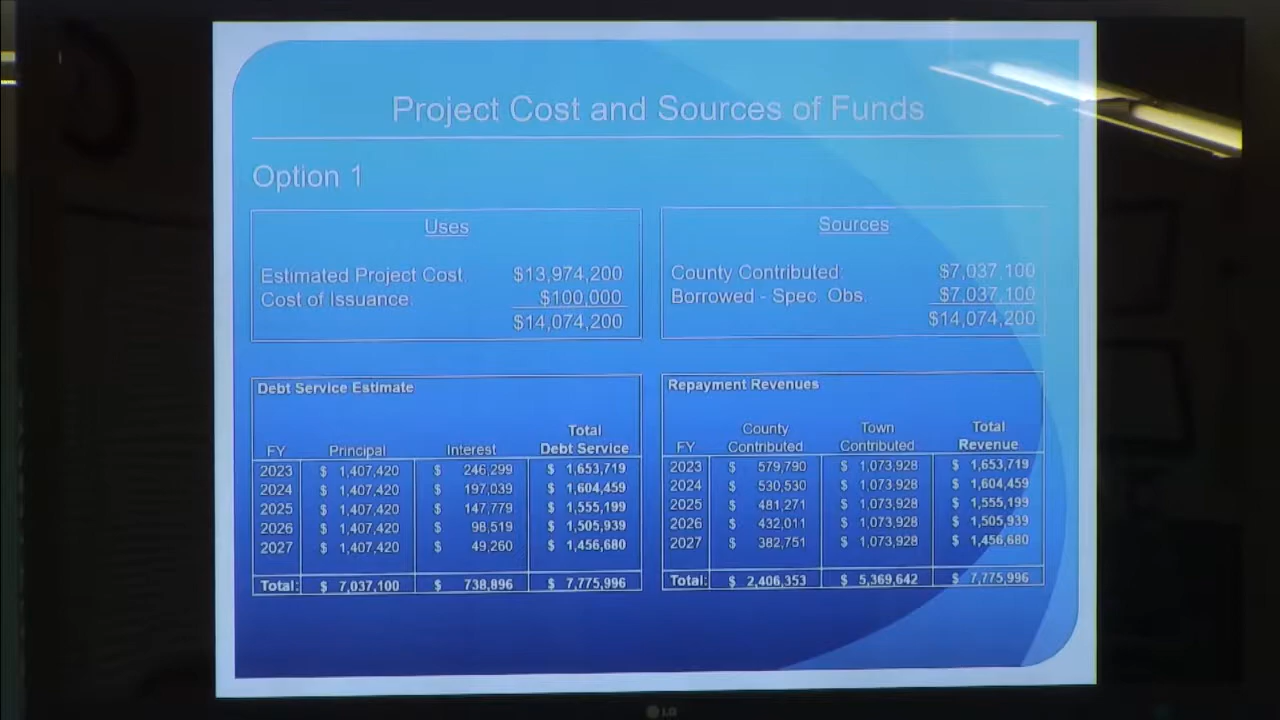 Project Cost and Sources of Funds
Option 1
Uses
Estimated Project Cost: $13,974,200
Cost of Issuance: $100,000
$14,074,200
Sources
County Contributed: $7,037,100
Borrowed - Spec. Obs. $7,037,100
$14,074,200
Debt Service Estimate
Total
FY Principal Interest Debt Service
2023 $ 1,407,420 $ 246,299 $ 1,653,719
2024 $ 1,407,420 $ 197,039 $ 1,604,459
2025 $ 1,407,420 $ 147,779 $ 1,555,199
2026 $ 1,407,420 $ 98,519 $ 1,505,939
2027 $ 1,407,420 $ 49,260 $ 1,456,680
Total: $ 7,037,100 $ 738,896 $ 7,775,996
Repayment Revenues
County Town Total
FY Contributed Contributed Revenue
2023 $ 579,790 $ 1,073,928 $ 1,653,719
2024 $ 530,530 $ 1,073,928 $ 1,604,459
2025 $ 481,271 $ 1,073,928 $ 1,555,199
2026 $ 432,011 $ 1,073,928 $ 1,505,939
2027 $ 382,751 $ 1,073,928 $ 1,456,680
Total: $ 2,406,353 $ 5,369,642 $ 7,775,996
LG